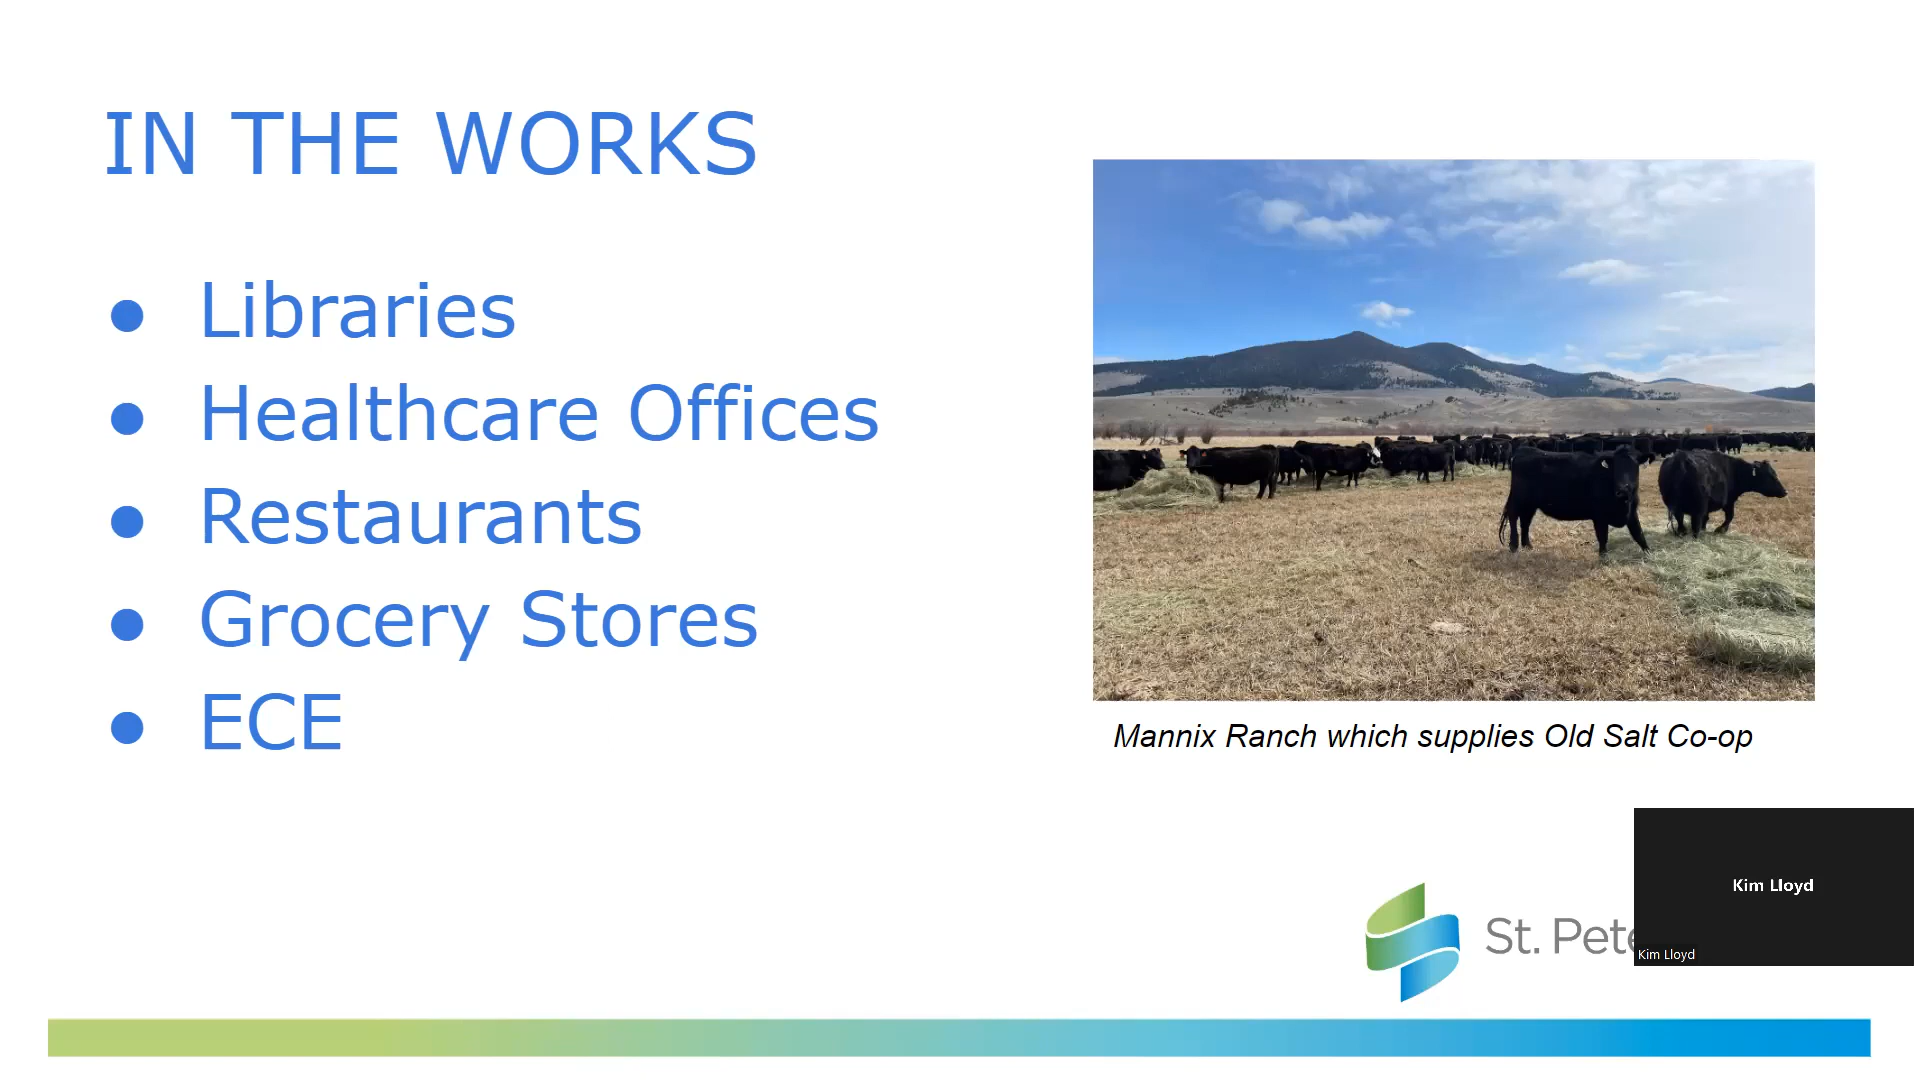 IN THE WORKS
● Libraries
● Healthcare Offices
● Restaurants
● Grocery Stores
● ECE
Mannix Ranch which supplies Old Salt Co-op
St. Pete
Kim Lloyd
Kim Lloyd